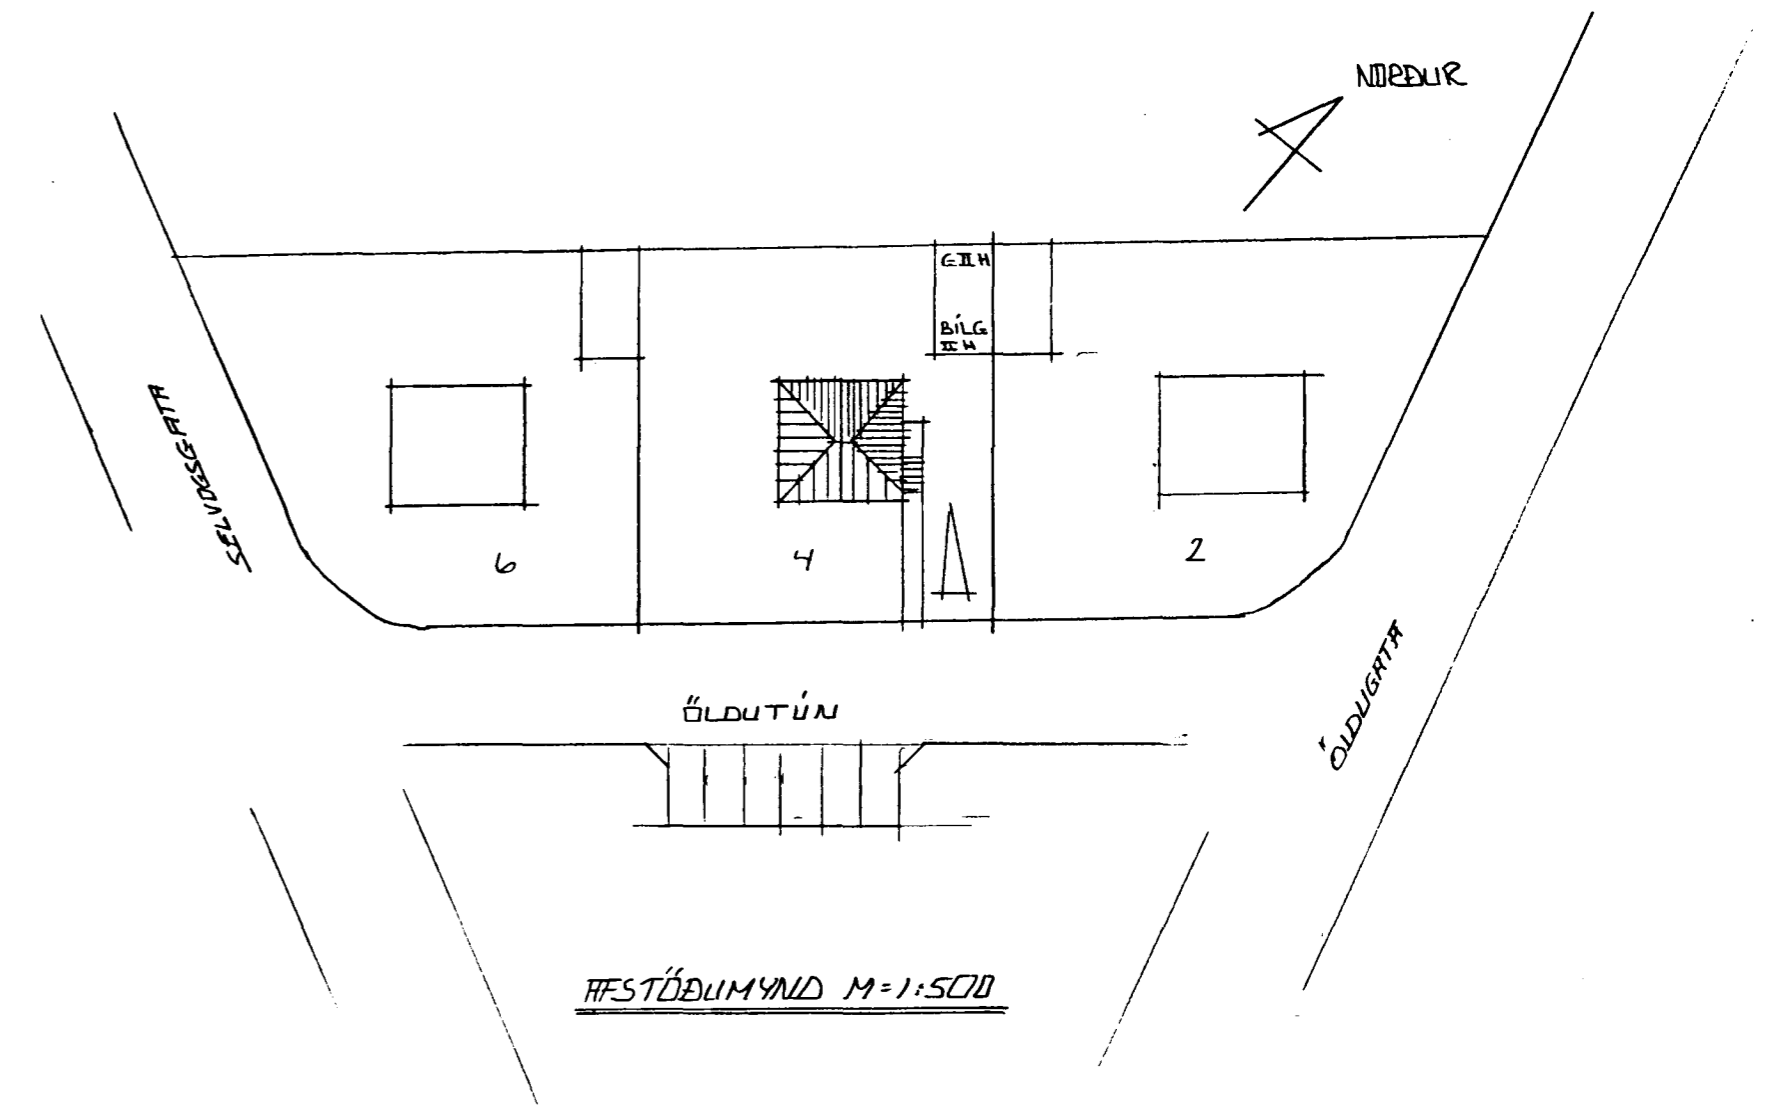 NORÐUR
GIIH
BÍLG
IIH
SELVOGSGATA
6
4
2
ÖLDUTÚN
ÖLDUGATA
AFSTÖÐUMYND M=1:500